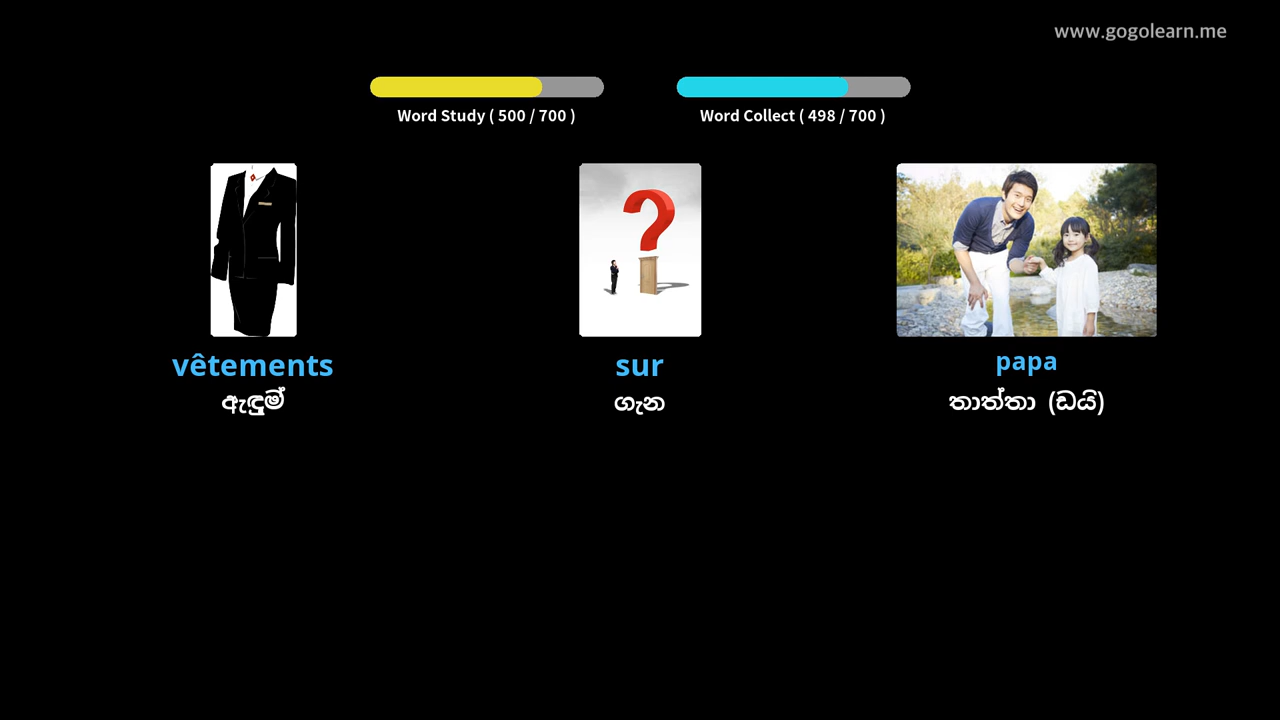 www.gogolearn.me
Word Study ( 500 / 700 )
Word Collect ( 498 / 700 )
vêtements
ඇඳුම්
sur
ගැන
papa
තාත්තා (ඩයි)